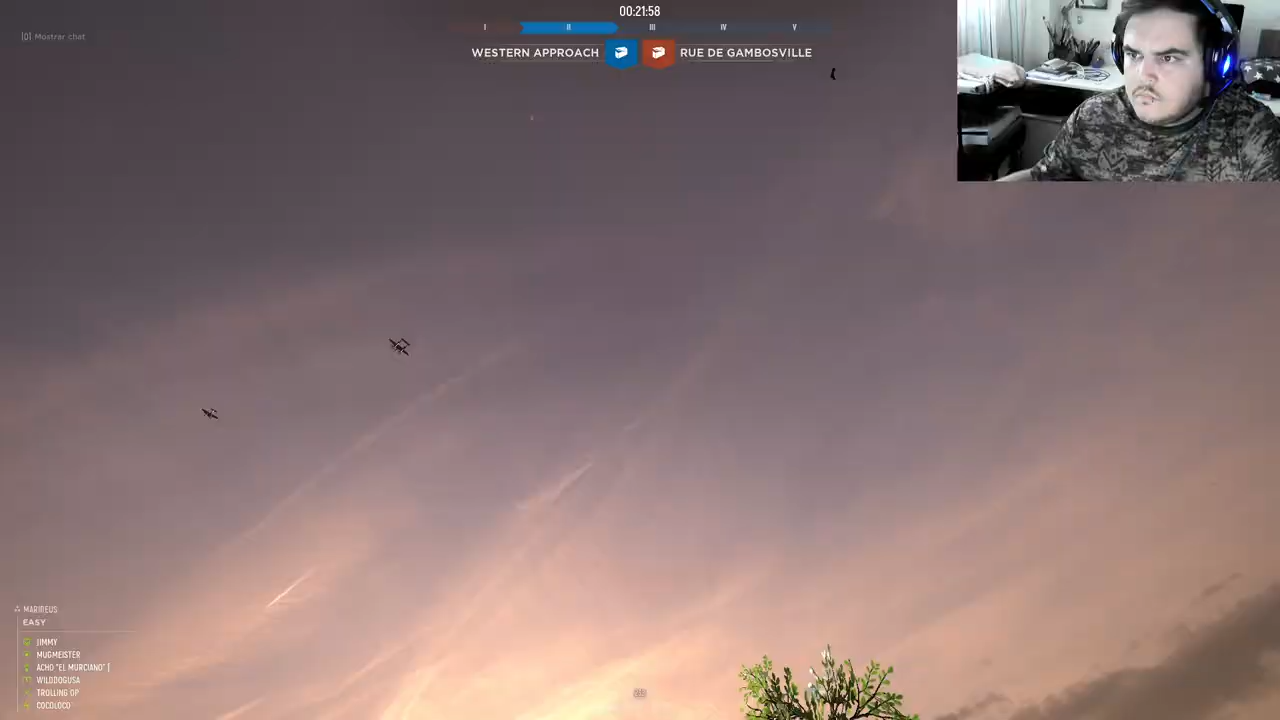 00:21:58
I II III IV V
[O] Mostrar chat
WESTERN APPROACH RUE DE GAMBOSVILLE
MARINEUS
EASY
JIMMY
MUGMEISTER
ACHO "EL MURCIANO" [
WILDDOGUSA
TROLLING OP
COCOLOCO